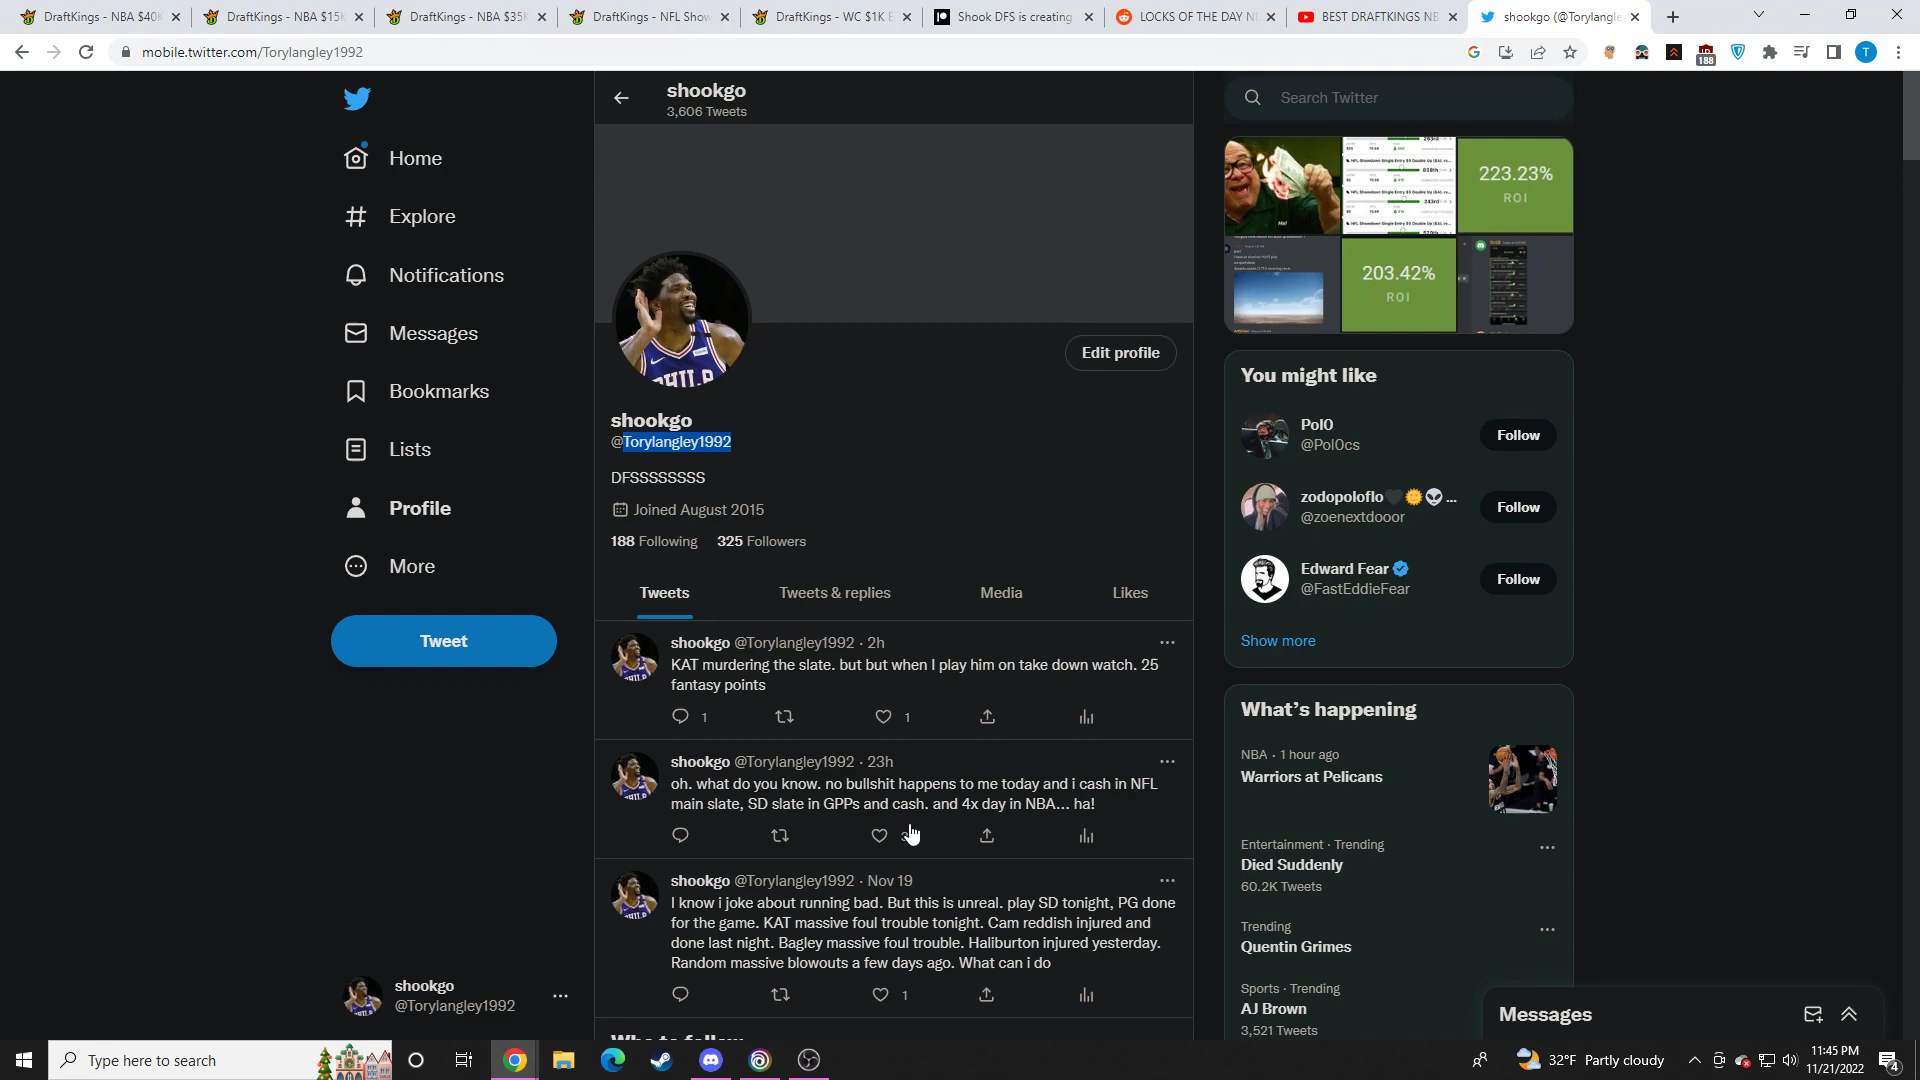 DraftKings - NBA $40K
DraftKings - NBA $15K
DraftKings - NBA $35K
DraftKings - NFL Show
DraftKings - WC $1K E
Shook DFS is creating
LOCKS OF THE DAY N
BEST DRAFTKINGS NB
shookgo (@Torylangle
mobile.twitter.com/Torylangley1992
188
T
shookgo
3,606 Tweets
Search Twitter
Home
Explore
Notifications
Messages
Bookmarks
Lists
Profile
More
Tweet
shookgo
@Torylangley1992
PHILA
Edit profile
shookgo
@Torylangley1992
DFSSSSSSSS
Joined August 2015
188 Following 325 Followers
Tweets
Tweets & replies
Media
Likes
shookgo @Torylangley1992 · 2h
KAT murdering the slate. but but when I play him on take down watch. 25
fantasy points
1
1
shookgo @Torylangley1992 · 23h
oh. what do you know. no bullshit happens to me today and i cash in NFL
main slate, SD slate in GPPs and cash. and 4x day in NBA... ha!
shookgo @Torylangley1992 · Nov 19
I know i joke about running bad. But this is unreal. play SD tonight, PG done
for the game. KAT massive foul trouble tonight. Cam reddish injured and
done last night. Bagley massive foul trouble. Haliburton injured yesterday.
Random massive blowouts a few days ago. What can i do
1
Who to follow
223.23%
ROI
203.42%
ROI
You might like
Pol0
@Pol0cs
Follow
zodopoloflo ...
@zoenextdooor
Follow
Edward Fear
@FastEddieFear
Follow
Show more
What's happening
NBA · 1 hour ago
Warriors at Pelicans
Entertainment · Trending
Died Suddenly
60.2K Tweets
Trending
Quentin Grimes
Sports · Trending
AJ Brown
3,521 Tweets
Messages
Type here to search
32°F Partly cloudy
11:45 PM
11/21/2022
4